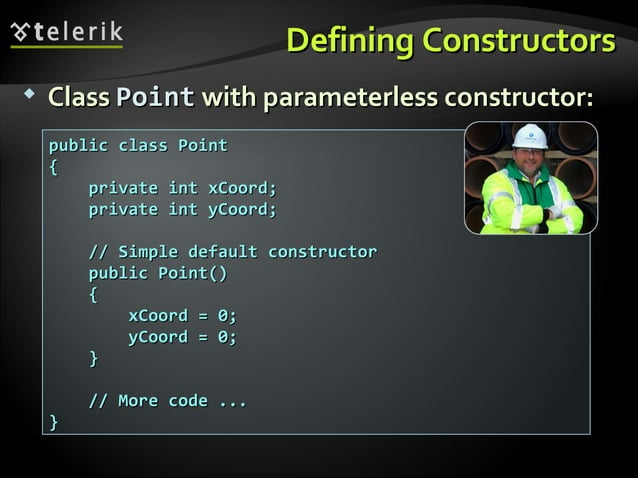 telerik
Defining Constructors
Class Point with parameterless constructor:
public class Point
{
    private int xCoord;
    private int yCoord;
    // Simple default constructor
    public Point()
    {
        xCoord = 0;
        yCoord = 0;
    }
    // More code ...
}